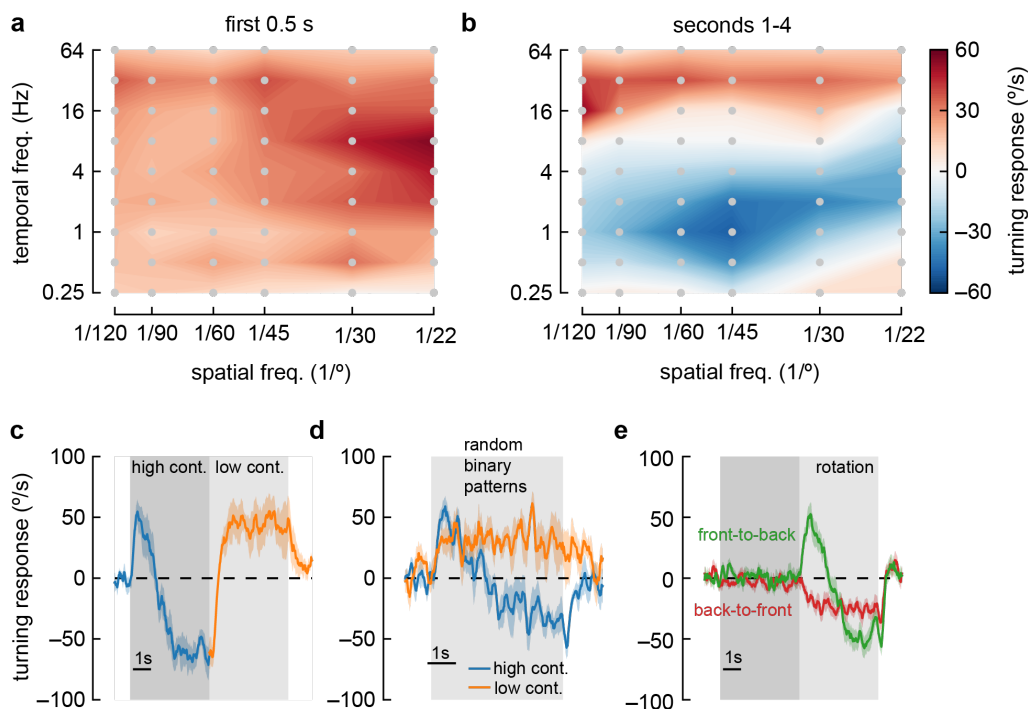 a
first 0.5 s
temporal freq. (Hz)
64
16
4
1
0.25
1/120 1/90 1/60 1/45 1/30 1/22
spatial freq. (1/º)
b
seconds 1-4
64
16
4
1
0.25
1/120 1/90 1/60 1/45 1/30 1/22
spatial freq. (1/º)
60
30
0
−30
−60
turning response (º/s)
c
turning response (º/s)
100
50
0
−50
−100
high cont. low cont.
1s
d
100
50
0
−50
−100
random
binary
patterns
1s
high cont.
low cont.
e
100
50
0
−50
−100
rotation
front-to-back
back-to-front
1s